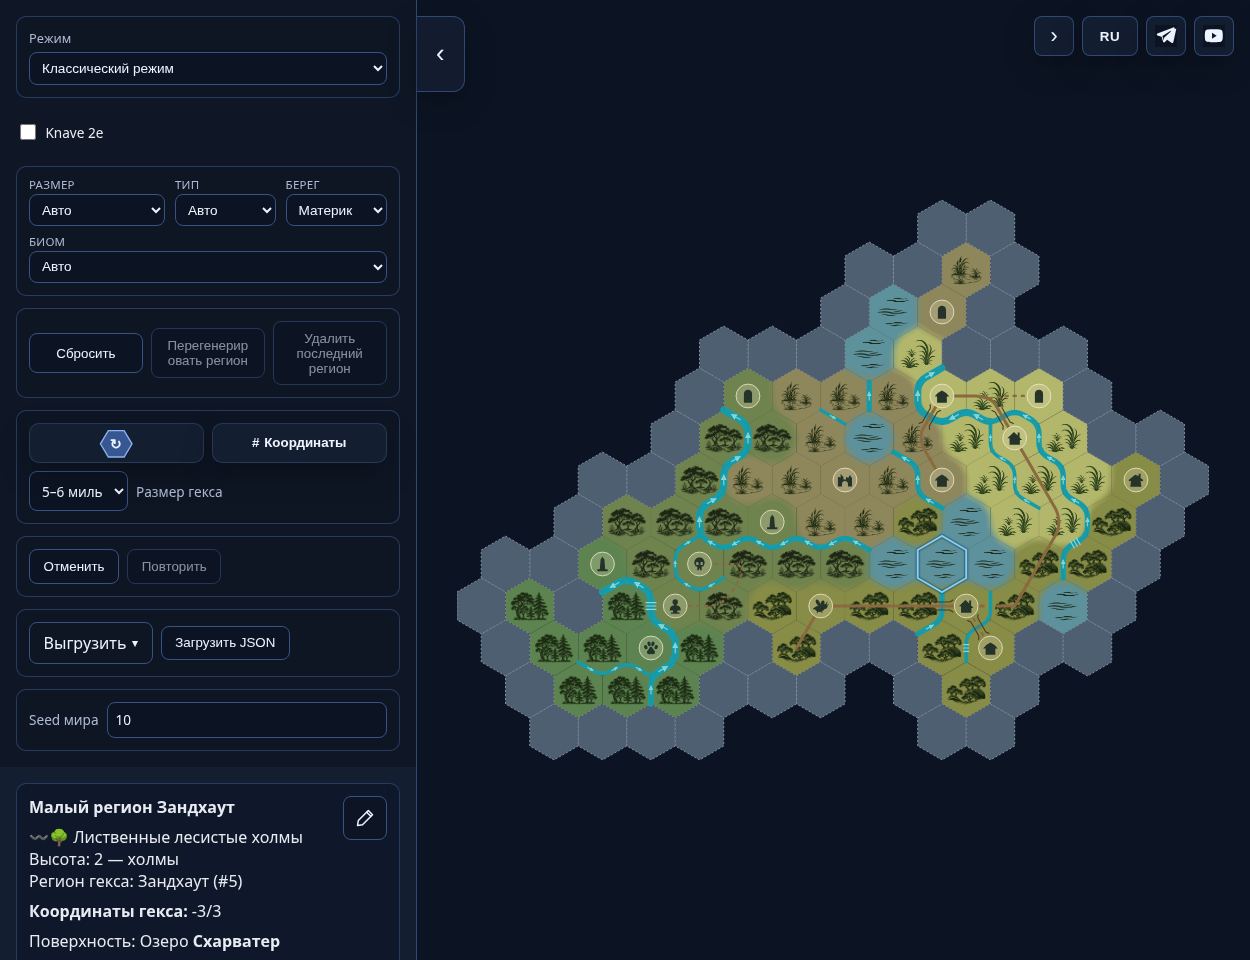 Режим
Классический режим
Knave 2e
РАЗМЕР ТИП БЕРЕГ
Авто Авто Материк
БИОМ
Авто
Сбросить
Перегенерир
овать регион
Удалить
последний
регион
↻
# Координаты
5–6 миль Размер гекса
Отменить Повторить
Выгрузить ▾ Загрузить JSON
Seed мира 10
Малый регион Зандхаут
〰️🌳 Лиственные лесистые холмы
Высота: 2 — холмы
Регион гекса: Зандхаут (#5)
Координаты гекса: -3/3
Поверхность: Озеро Схарватер
‹
› RU